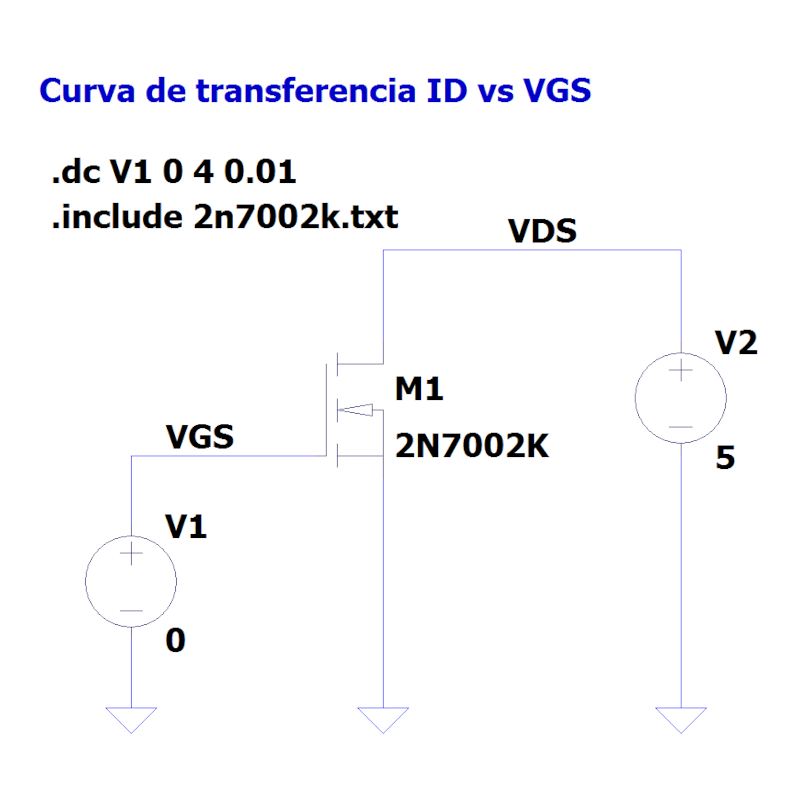 Curva de transferencia ID vs VGS
.dc V1 0 4 0.01
.include 2n7002k.txt
VDS
V2
M1
VGS
2N7002K
5
V1
0